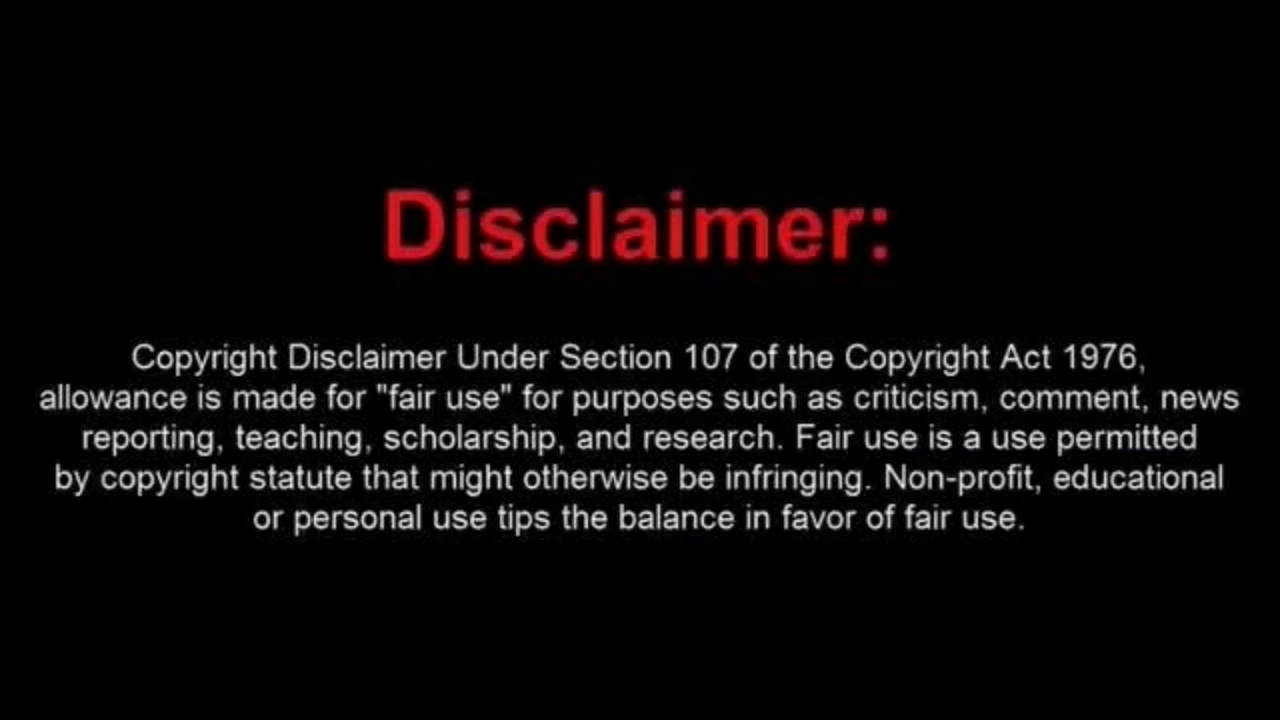 Disclaimer:
Copyright Disclaimer Under Section 107 of the Copyright Act 1976,
allowance is made for "fair use" for purposes such as criticism, comment, news
reporting, teaching, scholarship, and research. Fair use is a use permitted
by copyright statute that might otherwise be infringing. Non-profit, educational
or personal use tips the balance in favor of fair use.